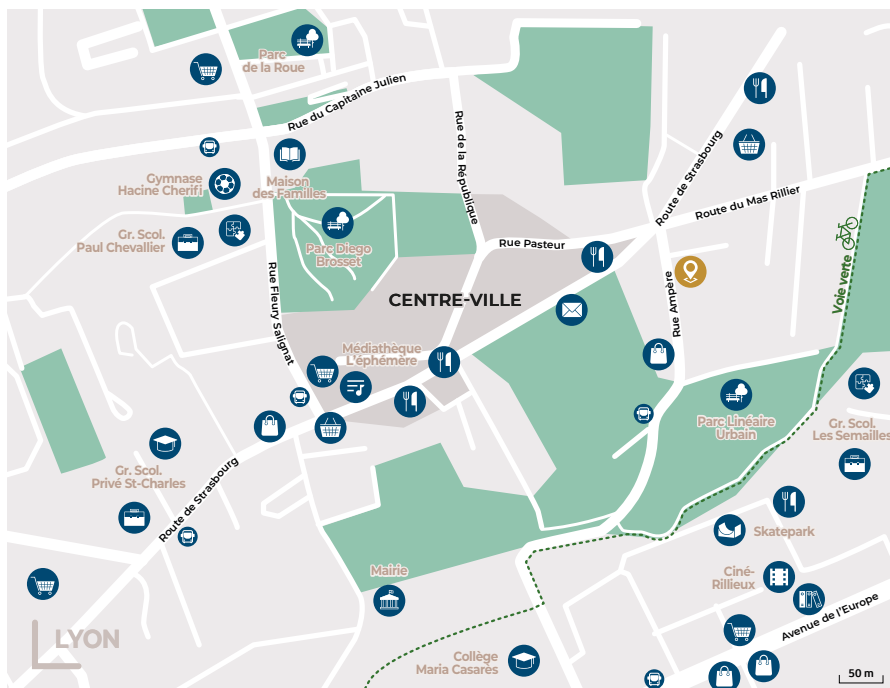 Parc
de la Roue
Rue du Capitaine Julien
Rue de la République
Route de Strasbourg
Gymnase
Hacine Cherifi
Maison
des Familles
Route du Mas Rillier
Gr. Scol.
Paul Chevallier
Parc Diego
Brosset
Rue Pasteur
Voie verte
Rue Fleury Salignat
CENTRE-VILLE
Rue Ampère
Médiathèque
L'éphémère
Parc Linéaire
Urbain
Gr. Scol.
Les Semailles
Gr. Scol.
Privé St-Charles
Route de Strasbourg
Skatepark
Mairie
Ciné-
Rillieux
Avenue de l'Europe
LYON
Collège
Maria Casarès
50 m